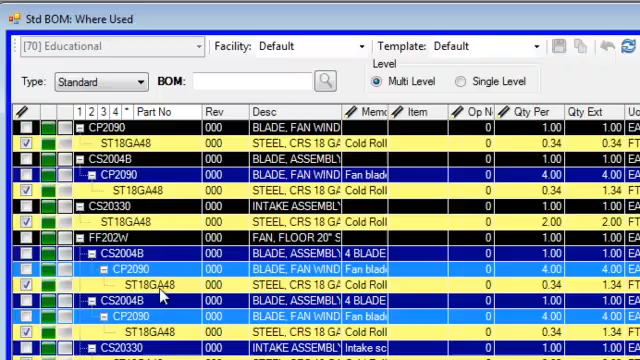 Std BOM: Where Used
[70] Educational Facility: Default Template: Default
Level
Type: Standard BOM: Multi Level Single Level
1 2 3 4 * Part No Rev Desc Memo Item Op N Qty Per Qty Ext
CP2090 000 BLADE, FAN WIND 0 1.00 1.00 EA
ST18GA48 000 STEEL, CRS 18 GA Cold Roll 0 0.34 0.34 FT
CS2004B 000 BLADE, ASSEMBLY 0 1.00 1.00 EA
CP2090 000 BLADE, FAN WIND Fan blade 0 4.00 4.00 EA
ST18GA48 000 STEEL, CRS 18 GA Cold Roll 0 0.34 1.34 FT
CS20330 000 INTAKE ASSEMBLY 0 1.00 1.00 EA
ST18GA48 000 STEEL, CRS 18 GA Cold Roll 0 2.00 2.00 FT
FF202W 000 FAN, FLOOR 20" S 0 1.00 1.00 EA
CS2004B 000 BLADE, ASSEMBLY 4 BLADE 0 1.00 1.00 EA
CP2090 000 BLADE, FAN WIND Fan blade 0 4.00 4.00 EA
ST18GA48 000 STEEL, CRS 18 GA Cold Roll 0 0.34 1.34 FT
CS2004B 000 BLADE, ASSEMBLY 4 BLADE 0 1.00 1.00 EA
CP2090 000 BLADE, FAN WIND Fan blade 0 4.00 4.00 EA
ST18GA48 000 STEEL, CRS 18 GA Cold Roll 0 0.34 1.34 FT
CS20330 000 INTAKE ASSEMBLY Intake sc 0 1.00 1.00 EA